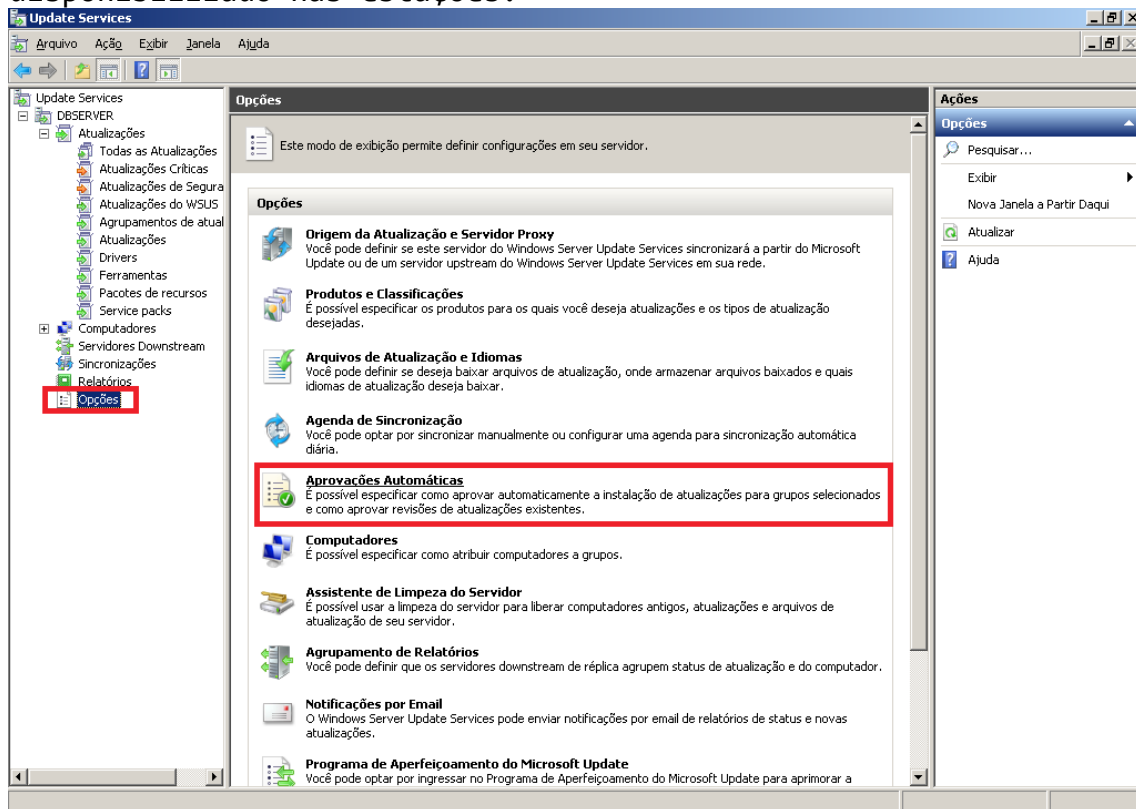 Update Services
Arquivo Ação Exibir Janela Ajuda
Update Services
DBSERVER
Atualizações
Todas as Atualizações
Atualizações Críticas
Atualizações de Segura
Atualizações do WSUS
Agrupamentos de atual
Atualizações
Drivers
Ferramentas
Pacotes de recursos
Service packs
Computadores
Servidores Downstream
Sincronizações
Relatórios
Opções
Opções
Este modo de exibição permite definir configurações em seu servidor.
Opções
Origem da Atualização e Servidor Proxy
Você pode definir se este servidor do Windows Server Update Services sincronizará a partir do Microsoft
Update ou de um servidor upstream do Windows Server Update Services em sua rede.
Produtos e Classificações
É possível especificar os produtos para os quais você deseja atualizações e os tipos de atualização
desejadas.
Arquivos de Atualização e Idiomas
Você pode definir se deseja baixar arquivos de atualização, onde armazenar arquivos baixados e quais
idiomas de atualização deseja baixar.
Agenda de Sincronização
Você pode optar por sincronizar manualmente ou configurar uma agenda para sincronização automática
diária.
Aprovações Automáticas
É possível especificar como aprovar automaticamente a instalação de atualizações para grupos selecionados
e como aprovar revisões de atualizações existentes.
Computadores
É possível especificar como atribuir computadores a grupos.
Assistente de Limpeza do Servidor
É possível usar a limpeza do servidor para liberar computadores antigos, atualizações e arquivos de
atualização de seu servidor.
Agrupamento de Relatórios
Você pode definir que os servidores downstream de réplica agrupem status de atualização e do computador.
Notificações por Email
O Windows Server Update Services pode enviar notificações por email de relatórios de status e novas
atualizações.
Programa de Aperfeiçoamento do Microsoft Update
Você pode optar por ingressar no Programa de Aperfeiçoamento do Microsoft Update para aprimorar a
Ações
Opções
Pesquisar...
Exibir
Nova Janela a Partir Daqui
Atualizar
Ajuda